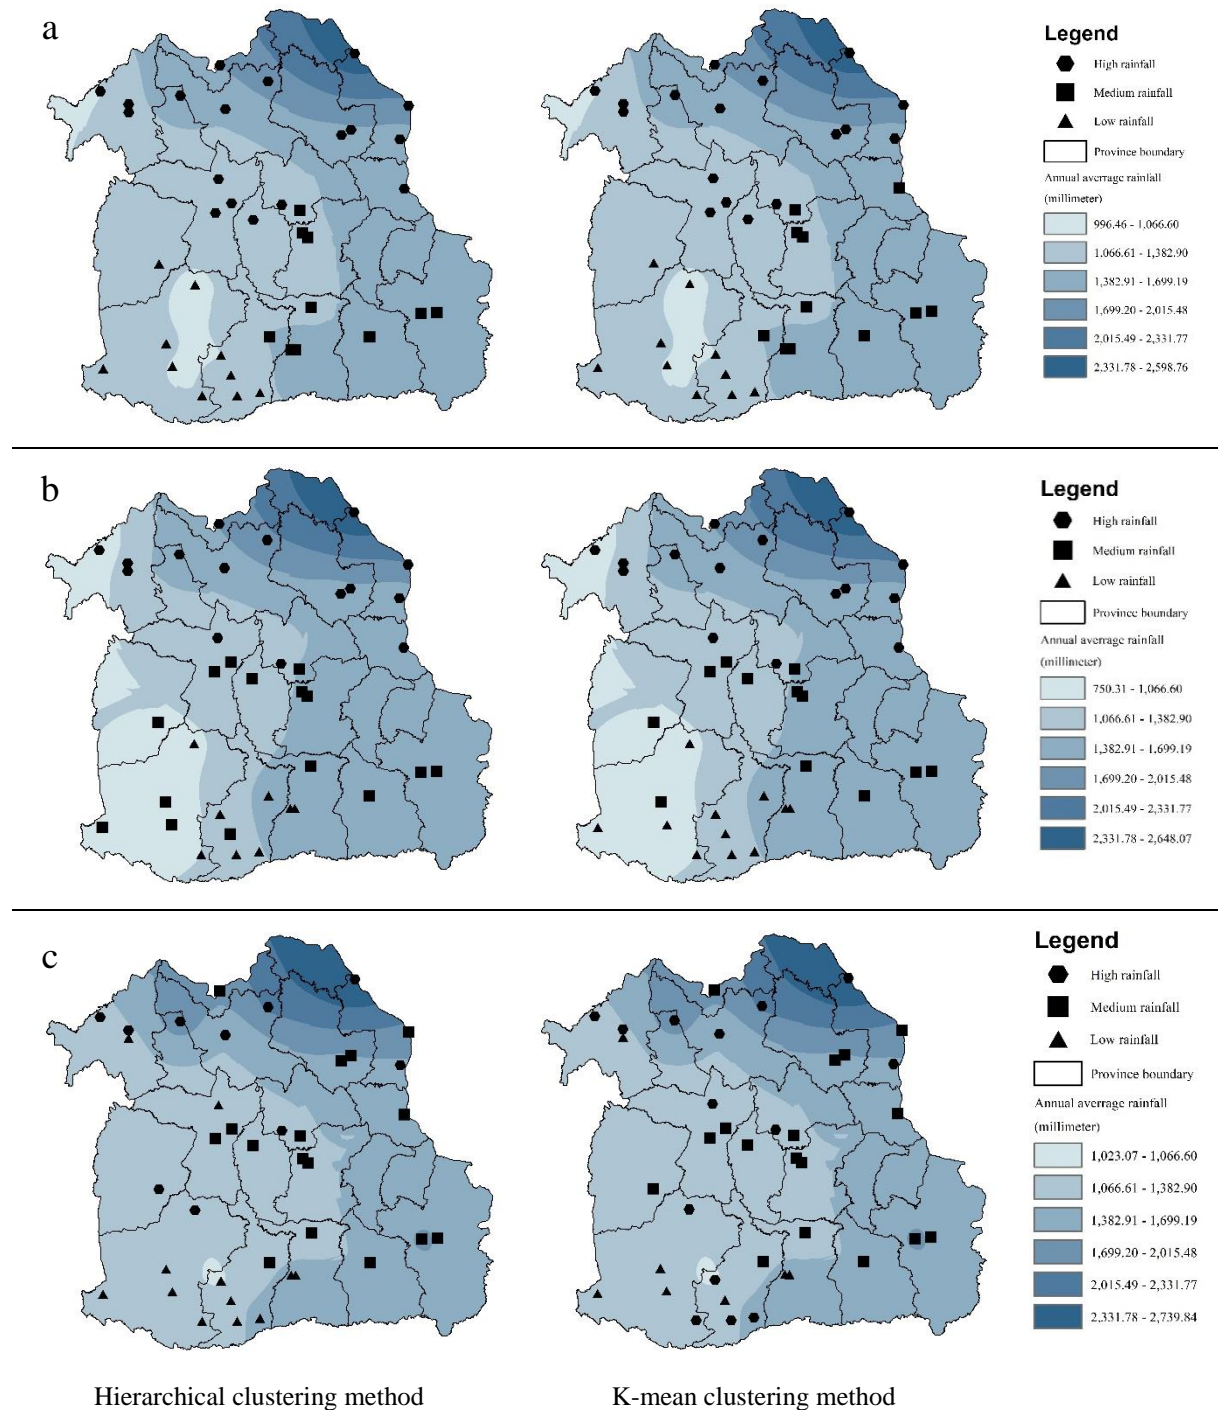 a
Legend
High rainfall
Medium rainfall
Low rainfall
Province boundary
Annual averrage rainfall
(millimeter)
996.46 - 1,066.60
1,066.61 - 1,382.90
1,382.91 - 1,699.19
1,699.20 - 2,015.48
2,015.49 - 2,331.77
2,331.78 - 2,598.76
b
Legend
High rainfall
Medium rainfall
Low rainfall
Province boundary
Annual averrage rainfall
(millimeter)
750.31 - 1,066.60
1,066.61 - 1,382.90
1,382.91 - 1,699.19
1,699.20 - 2,015.48
2,015.49 - 2,331.77
2,331.78 - 2,648.07
c
Legend
High rainfall
Medium rainfall
Low rainfall
Province boundary
Annual averrage rainfall
(millimeter)
1,023.07 - 1,066.60
1,066.61 - 1,382.90
1,382.91 - 1,699.19
1,699.20 - 2,015.48
2,015.49 - 2,331.77
2,331.78 - 2,739.84
Hierarchical clustering method
K-mean clustering method